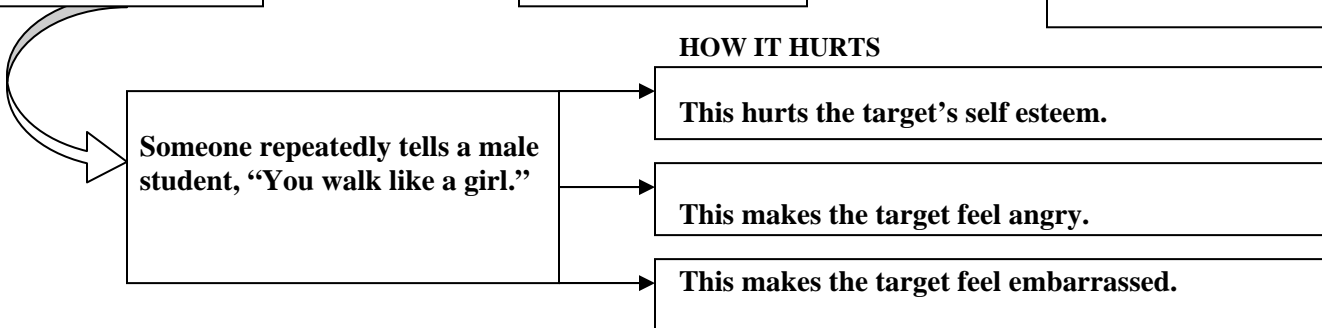 HOW IT HURTS
This hurts the target’s self esteem.
Someone repeatedly tells a male
student, “You walk like a girl.”
This makes the target feel angry.
This makes the target feel embarrassed.